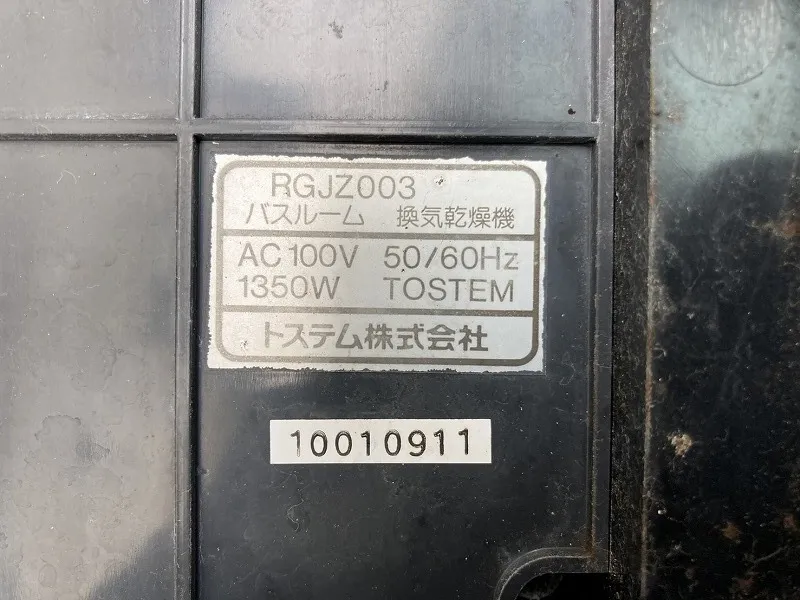 RGJZ003
バスルーム 換気乾燥機
AC100V 50/60Hz
1350W TOSTEM
トステム株式会社
10010911